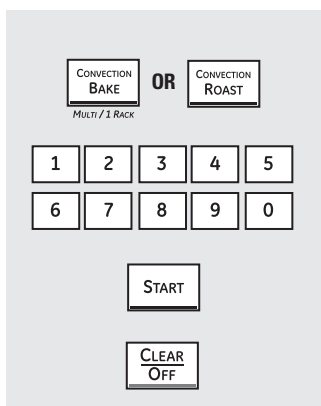 CONVECTION
BAKE
OR
CONVECTION
ROAST
MULTI / 1 RACK
1 2 3 4 5
6 7 8 9 0
START
CLEAR
OFF